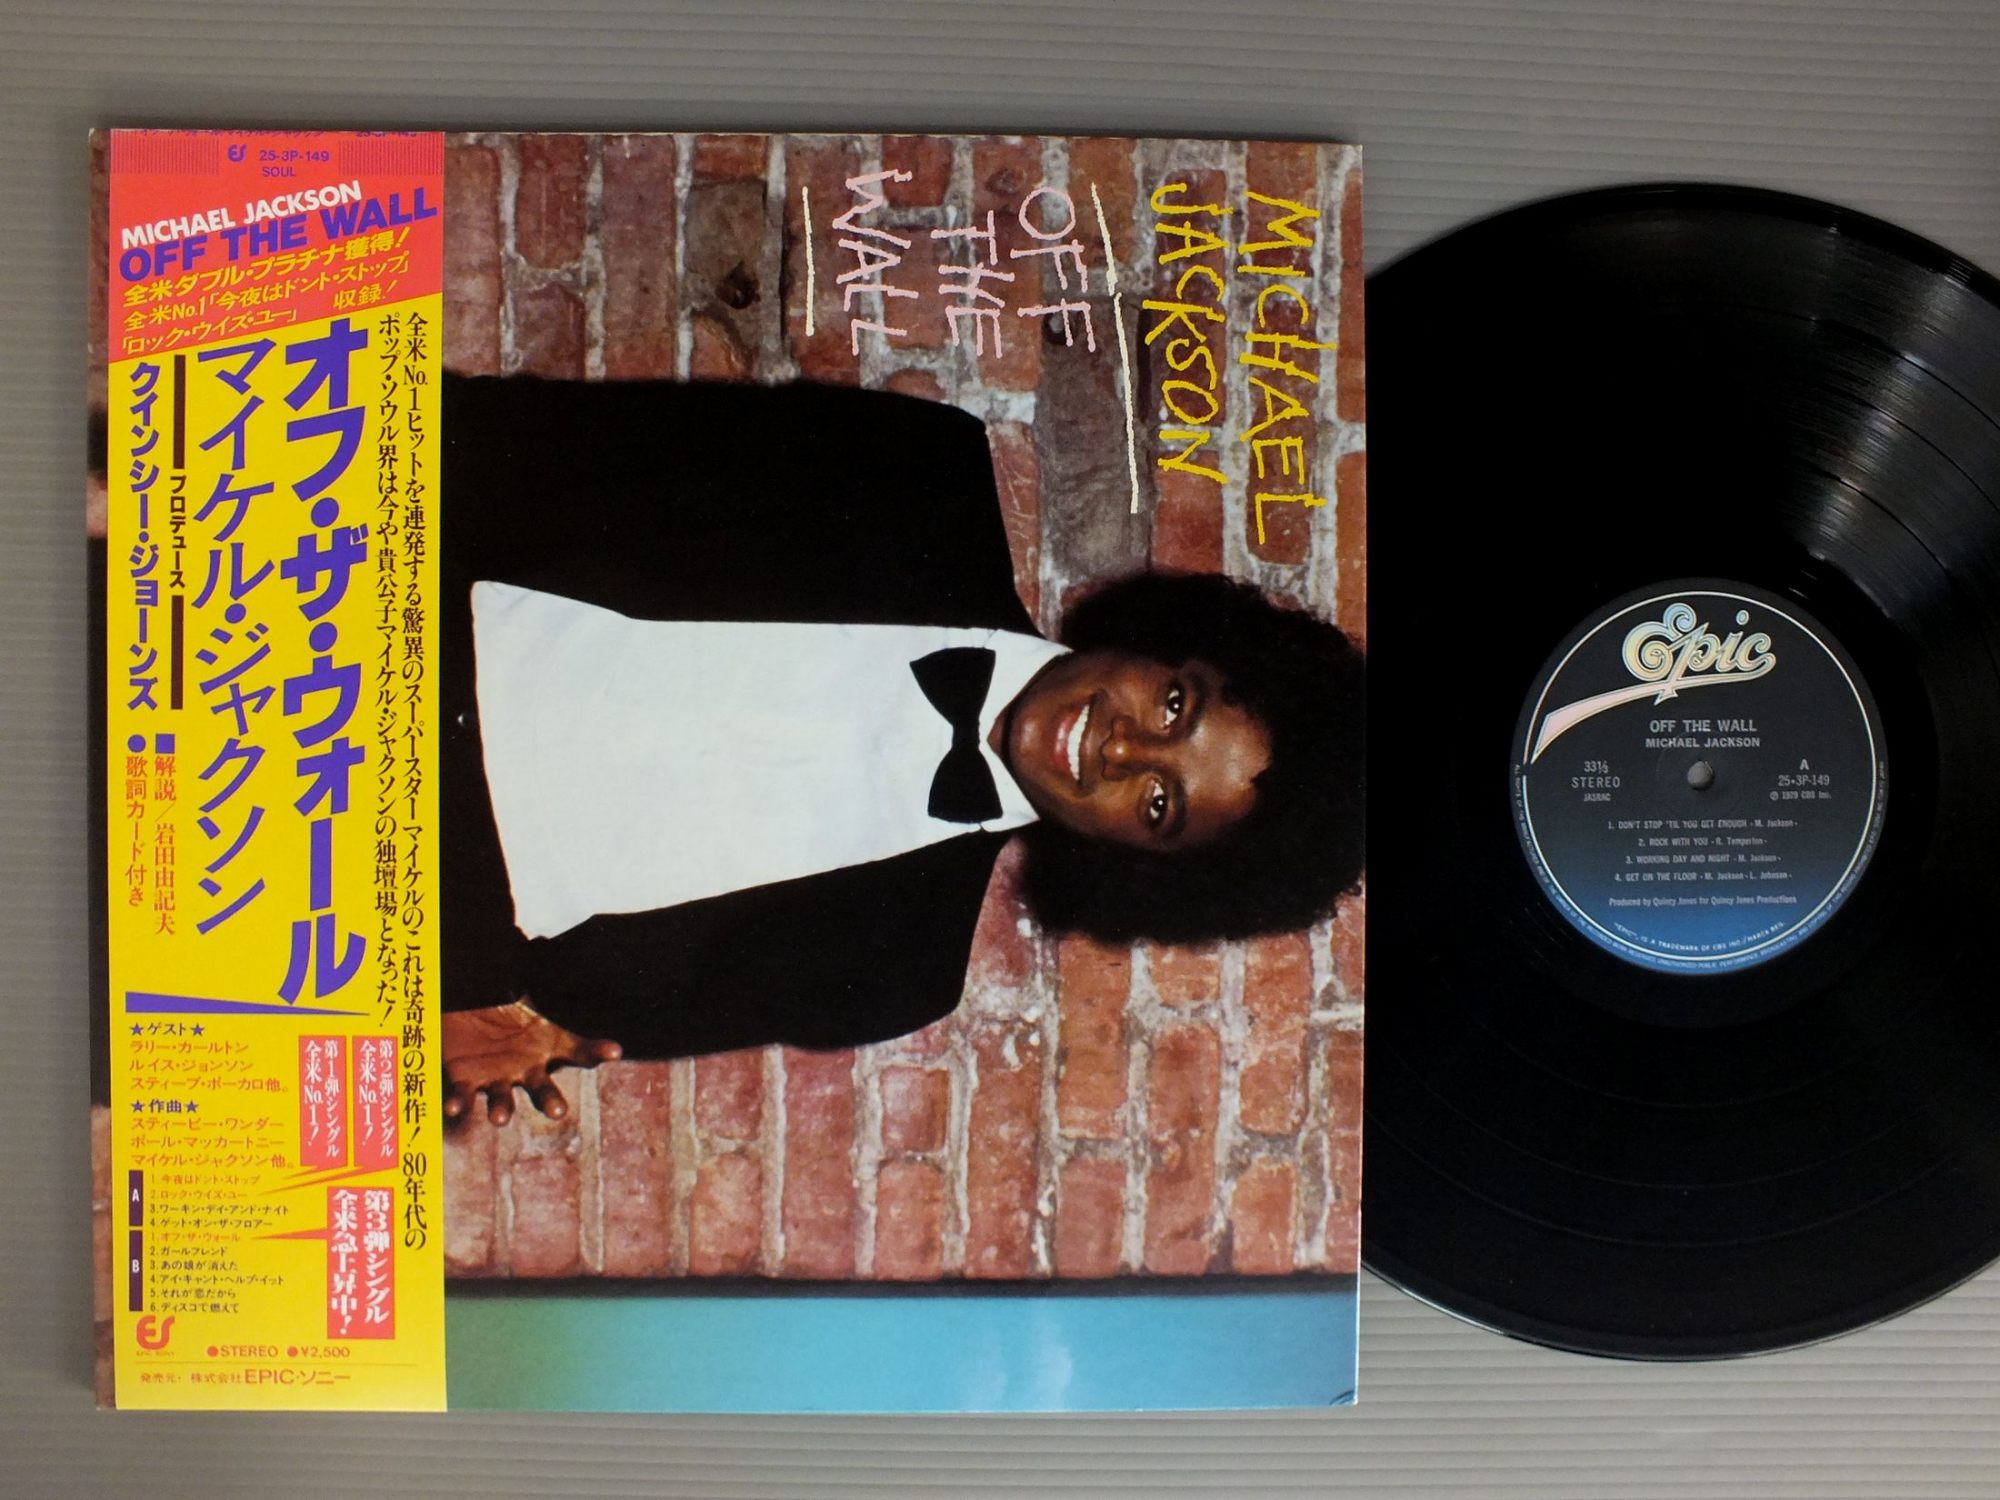 25-3P-149
SOUL
MICHAEL JACKSON
OFF THE WALL
全米ダブル・プラチナ獲得!
全米No.1「今夜はドント・ストップ」
「ロック・ウイズ・ユー」 収録!
全米No.1ヒットを連発する驚異のスーパースターマイケルのこれは奇跡の新作!80年代の
ポップ・ソウル界は今や貴公子マイケル・ジャクソンの独壇場となった!
オフ・ザ・ウォール
マイケル・ジャクソン
プロデュース
クインシー・ジョーンズ
■解説/岩田由記夫
●歌詞カード付き
★ゲスト★
ラリー・カールトン
ルイス・ジョンソン
スティーブ・ポーカロ他。
★作曲★
スティービー・ワンダー
ポール・マッカートニー
マイケル・ジャクソン他。
第2弾シングル
全米No.1!
第1弾シングル
全米No.1!
第3弾シングル
全米急上昇中!
A
1.今夜はドント・ストップ
2.ロック・ウイズ・ユー
3.ワーキン・デイ・アンド・ナイト
4.ゲット・オン・ザ・フロアー
B
1.オフ・ザ・ウォール
2.ガールフレンド
3.あの娘が消えた
4.アイ・キャント・ヘルプ・イット
5.それが恋だから
6.ディスコで燃えて
●STEREO ●¥2,500
発売元・株式会社EPIC・ソニー
MICHAEL
JACKSON
OFF
THE
WALL
Epic
OFF THE WALL
MICHAEL JACKSON
33⅓
STEREO
JASRAC
A
25・3P-149
℗ 1979 CBS Inc.
1. DON'T STOP 'TIL YOU GET ENOUGH - M. Jackson -
2. ROCK WITH YOU - R. Temperton -
3. WORKING DAY AND NIGHT - M. Jackson -
4. GET ON THE FLOOR - M. Jackson - L. Johnson -
Produced by Quincy Jones for Quincy Jones Productions
"EPIC", IS A TRADEMARK OF CBS INC./MARCA REG.